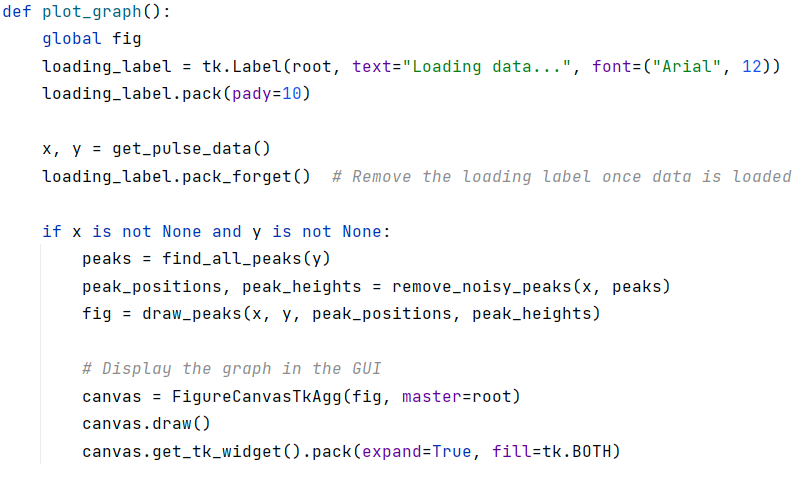 def plot_graph():
    global fig
    loading_label = tk.Label(root, text="Loading data...", font=("Arial", 12))
    loading_label.pack(pady=10)

    x, y = get_pulse_data()
    loading_label.pack_forget()  # Remove the loading label once data is loaded

    if x is not None and y is not None:
        peaks = find_all_peaks(y)
        peak_positions, peak_heights = remove_noisy_peaks(x, peaks)
        fig = draw_peaks(x, y, peak_positions, peak_heights)

        # Display the graph in the GUI
        canvas = FigureCanvasTkAgg(fig, master=root)
        canvas.draw()
        canvas.get_tk_widget().pack(expand=True, fill=tk.BOTH)